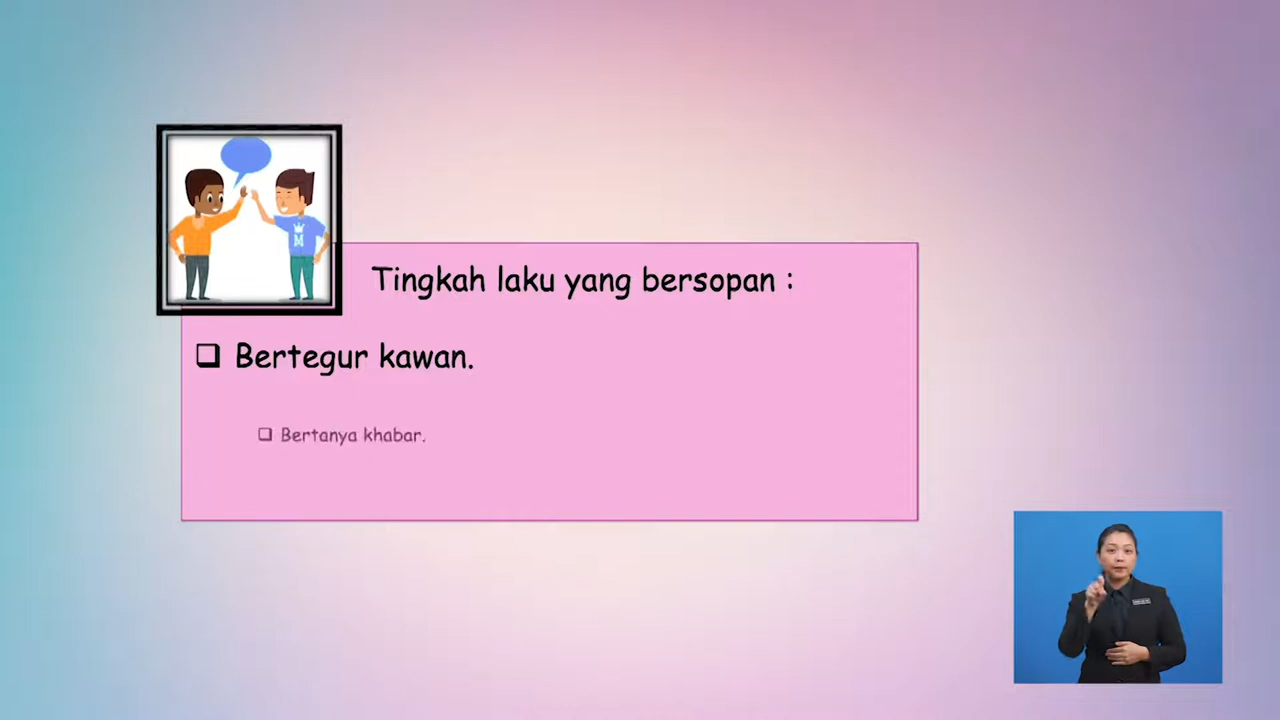 Tingkah laku yang bersopan :
❑ Bertegur kawan.
❑ Bertanya khabar.
M